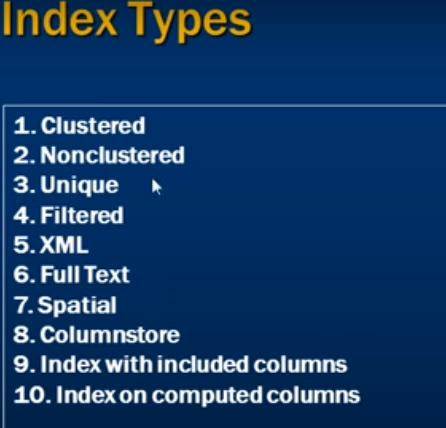 Index Types
1. Clustered
2. Nonclustered
3. Unique
4. Filtered
5. XML
6. Full Text
7. Spatial
8. Columnstore
9. Index with included columns
10. Index on computed columns